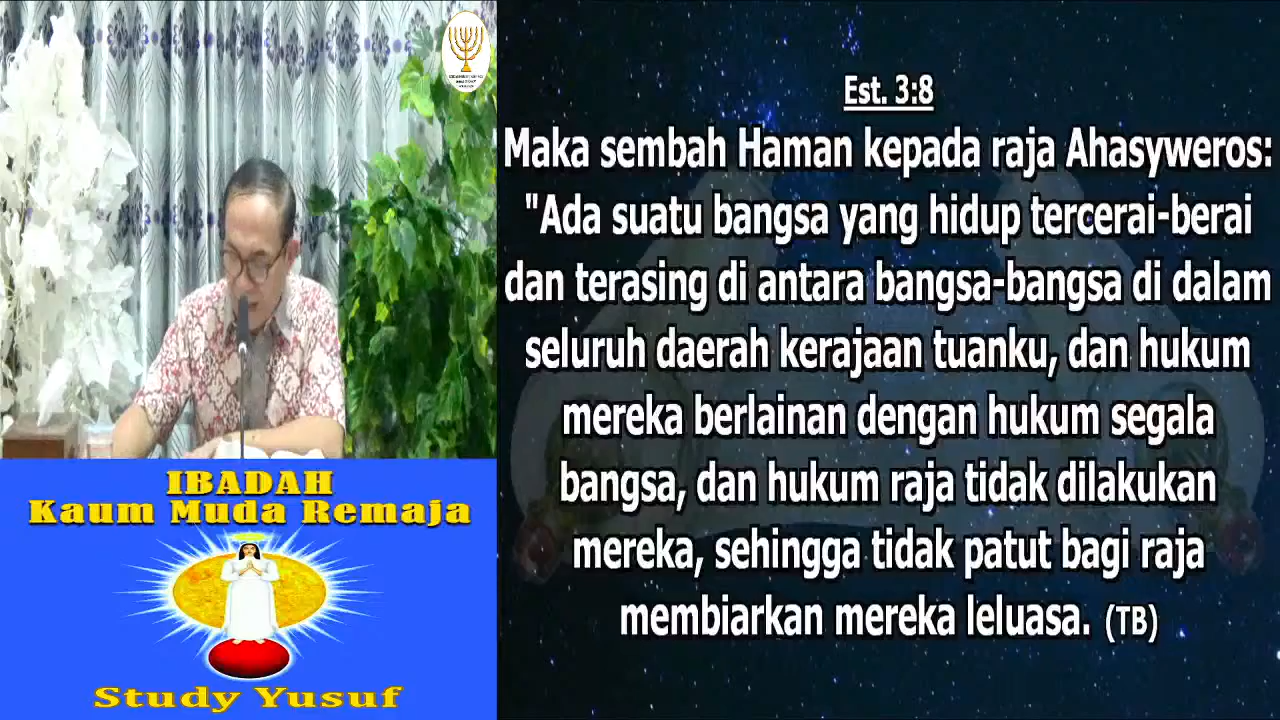 Est. 3:8
Maka sembah Haman kepada raja Ahasyweros:
"Ada suatu bangsa yang hidup tercerai-berai
dan terasing di antara bangsa-bangsa di dalam
seluruh daerah kerajaan tuanku, dan hukum
mereka berlainan dengan hukum segala
bangsa, dan hukum raja tidak dilakukan
mereka, sehingga tidak patut bagi raja
membiarkan mereka leluasa. (TB)
IBADAH
Kaum Muda Remaja
Study Yusuf